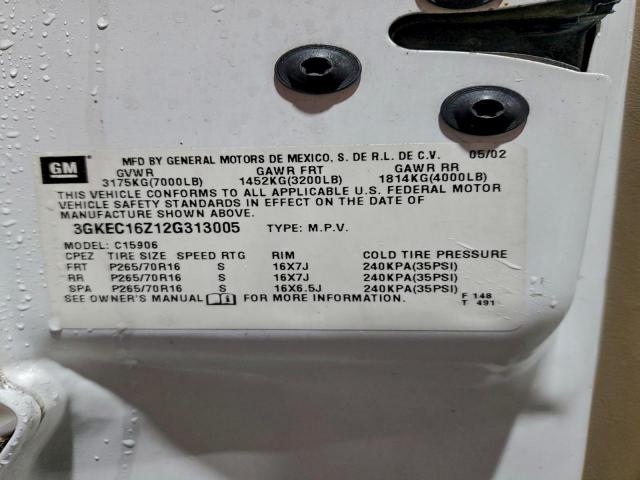 GM MFD BY GENERAL MOTORS DE MEXICO, S. DE R.L. DE C.V. 05/02
GVWR GAWR FRT GAWR RR
3175KG(7000LB) 1452KG(3200LB) 1814KG(4000LB)
THIS VEHICLE CONFORMS TO ALL APPLICABLE U.S. FEDERAL MOTOR
VEHICLE SAFETY STANDARDS IN EFFECT ON THE DATE OF
MANUFACTURE SHOWN ABOVE.
3GKEC16Z12G313005 TYPE: M.P.V.
MODEL: C15906
CPEZ TIRE SIZE SPEED RTG RIM COLD TIRE PRESSURE
FRT P265/70R16 S 16X7J 240KPA(35PSI)
RR P265/70R16 S 16X7J 240KPA(35PSI)
SPA P265/70R16 S 16X6.5J 240KPA(35PSI)
SEE OWNER'S MANUAL FOR MORE INFORMATION. F 148
T 491